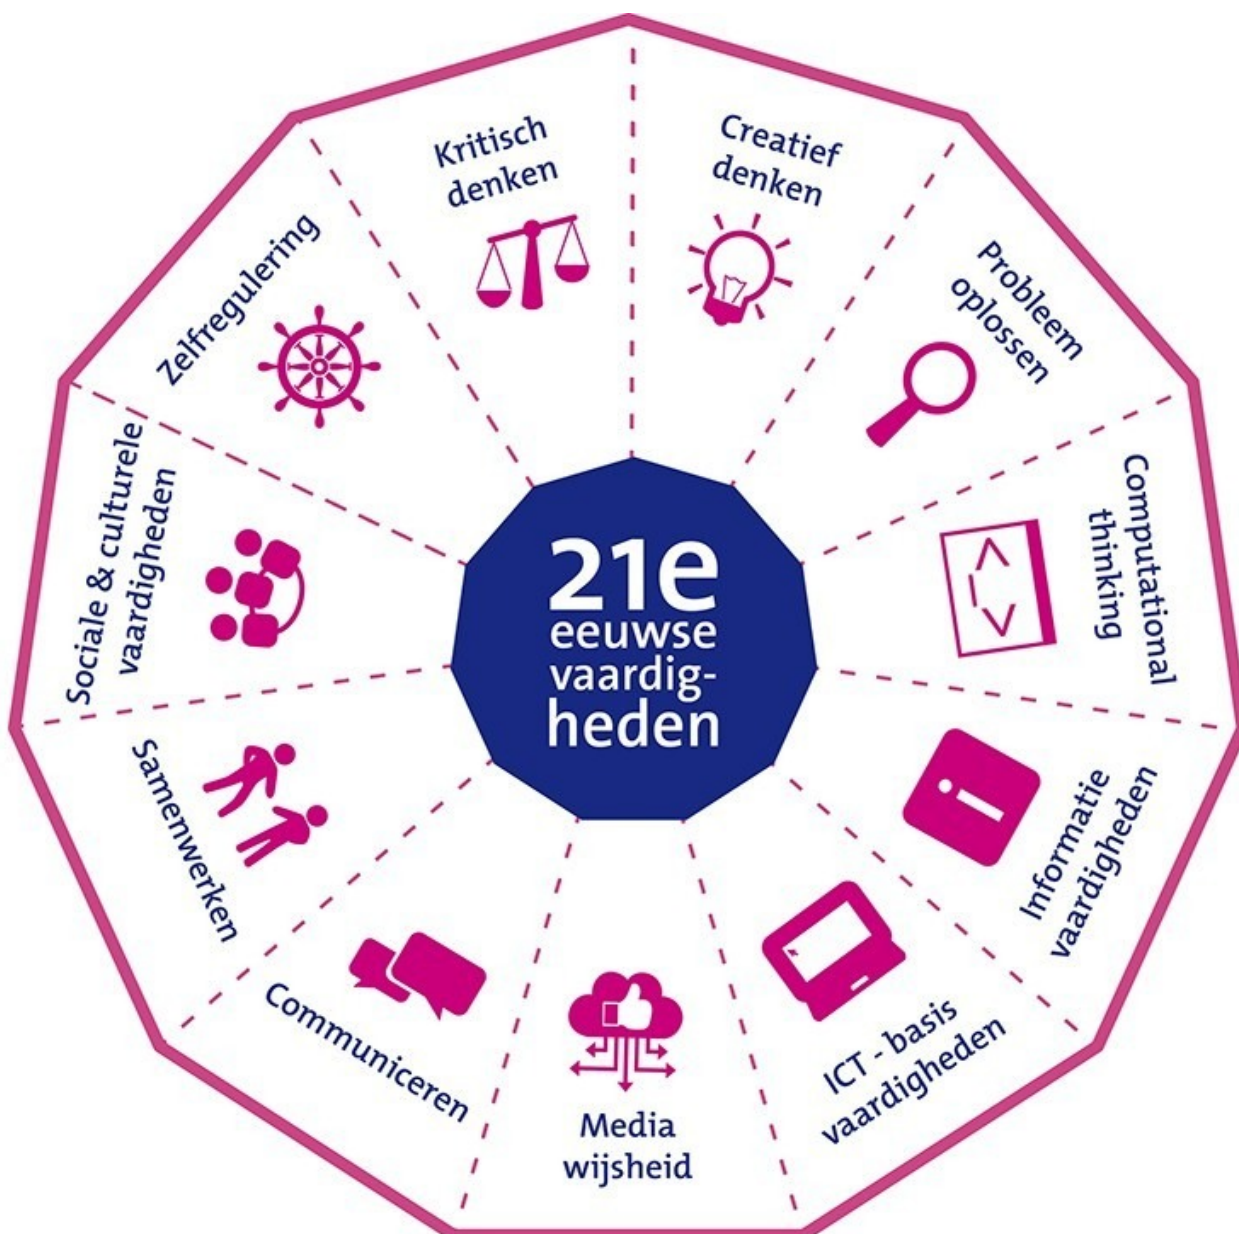 21e
eeuwse
vaardig-
heden
Kritisch
denken
Creatief
denken
Probleem
oplossen
Computational
thinking
Informatie
vaardigheden
ICT - basis
vaardigheden
Media
wijsheid
Communiceren
Samenwerken
Sociale & culturele
vaardigheden
Zelfregulering